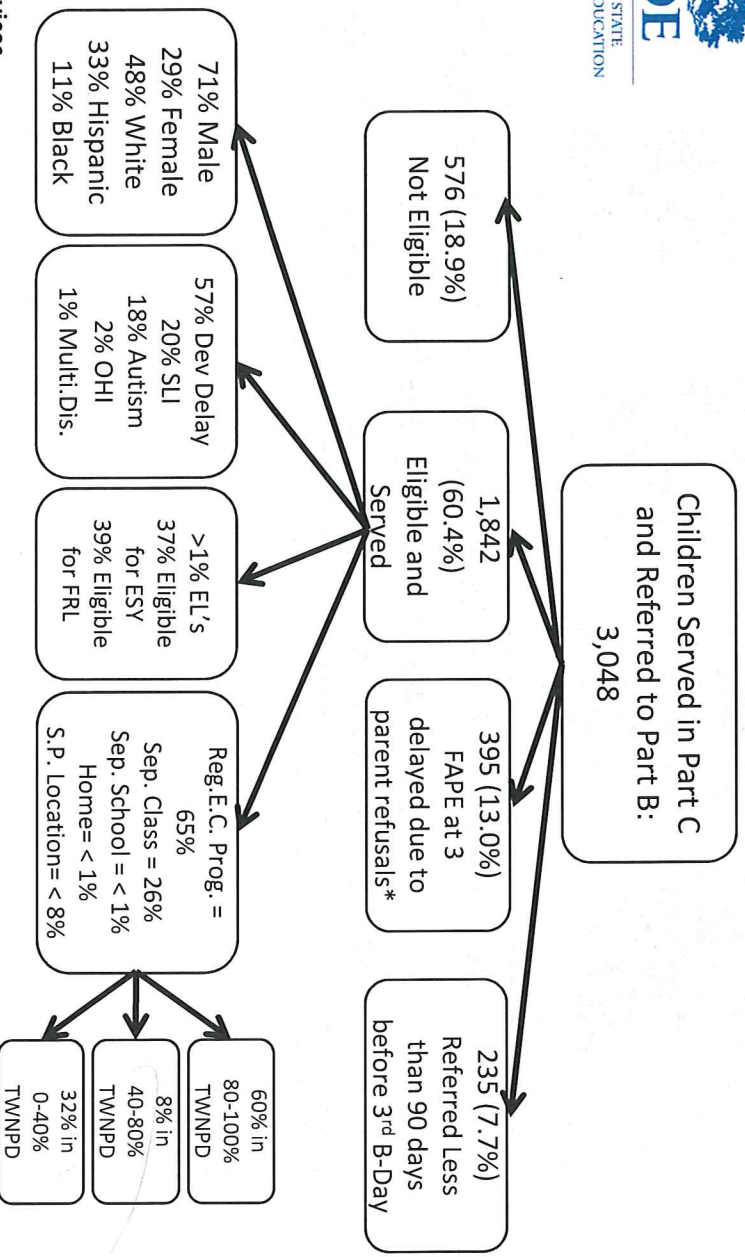 DE
STATE
DUCATION
Children Served in Part C
and Referred to Part B:
3,048
576 (18.9%)
Not Eligible
1,842
(60.4%)
Eligible and
Served
395 (13.0%)
FAPE at 3
delayed due to
parent refusals*
235 (7.7%)
Referred Less
than 90 days
before 3rd B-Day
71% Male
29% Female
48% White
33% Hispanic
11% Black
57% Dev Delay
20% SLI
18% Autism
2% OHI
1% Multi.Dis.
>1% EL's
37% Eligible
for ESY
39% Eligible
for FRL
Reg.E.C. Prog. =
65%
Sep. Class = 26%
Sep. School = < 1%
Home= < 1%
S.P. Location= < 8%
60% in
80-100%
TWNPD
8% in
40-80%
TWNPD
32% in
0-40%
TWNPD